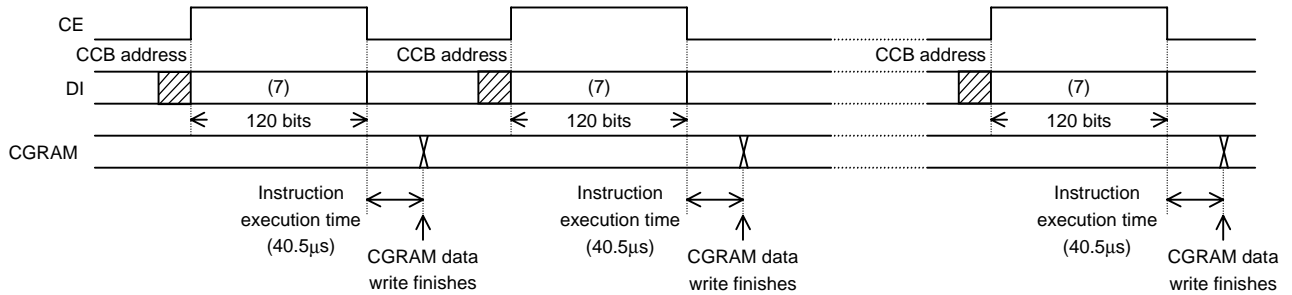 CE
CCB address CCB address CCB address
DI (7) (7) (7)
120 bits 120 bits 120 bits
CGRAM
Instruction Instruction Instruction
execution time execution time execution time
(40.5μs) (40.5μs) (40.5μs)
CGRAM data CGRAM data CGRAM data
write finishes write finishes write finishes